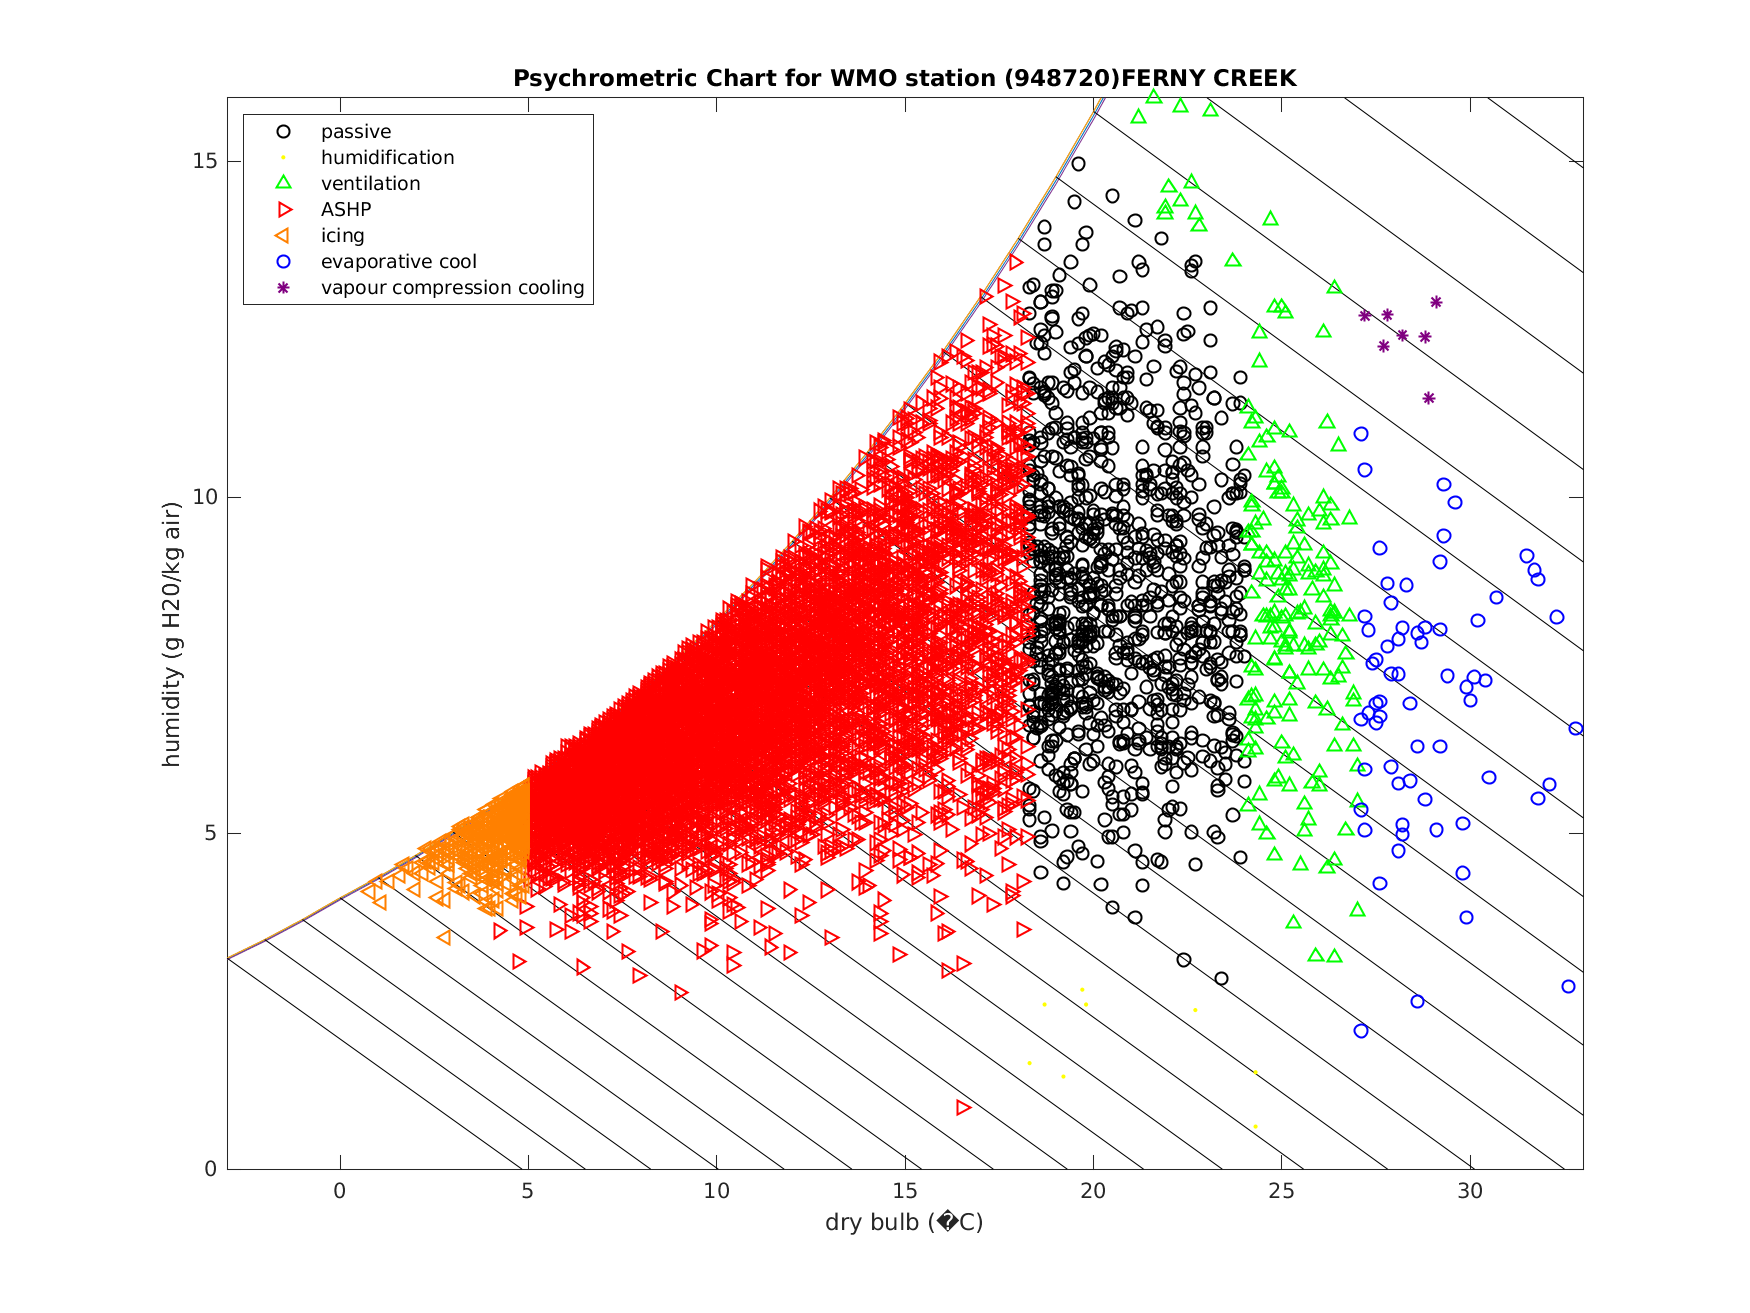 Psychrometric Chart for WMO station (948720)FERNY CREEK
passive
humidification
ventilation
ASHP
icing
evaporative cool
vapour compression cooling
15
10
5
0
humidity (g H20/kg air)
0 5 10 15 20 25 30
dry bulb (�C)